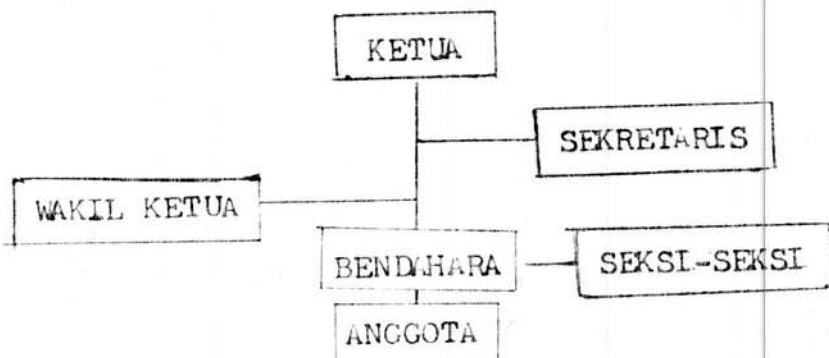 KETUA
SEKRETARIS
WAKIL KETUA
BENDAHARA
SEKSI-SEKSI
ANGGOTA